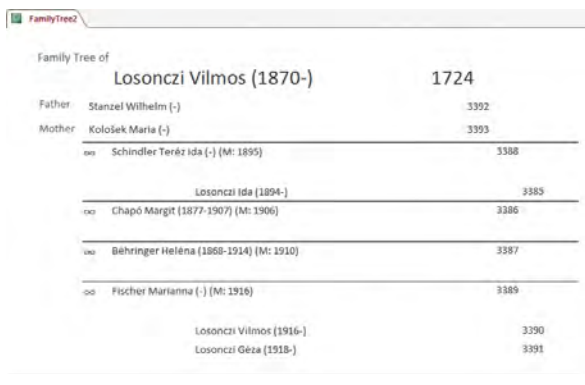 FamilyTree2
Family Tree of
Losonczi Vilmos (1870-) 1724
Father Stanzel Wilhelm (-) 3392
Mother Kološek Maria (-) 3393
∞ Schindler Teréz Ida (-) (M: 1895) 3388
Losonczi Ida (1894-) 3385
∞ Chapó Margit (1877-1907) (M: 1906) 3386
∞ Behringer Heléna (1868-1914) (M: 1910) 3387
∞ Fischer Marianna (-) (M: 1916) 3389
Losonczi Vilmos (1916-) 3390
Losonczi Géza (1918-) 3391